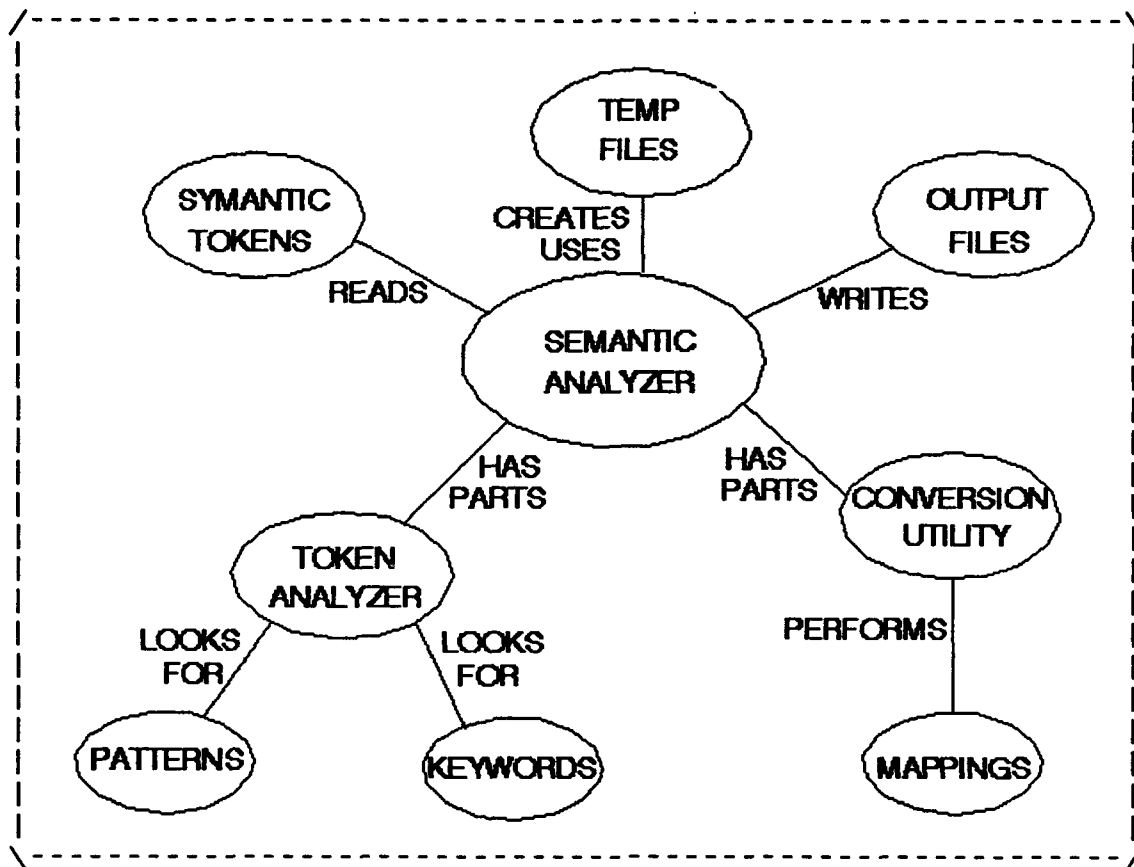 TEMP
FILES
SYMANTIC
TOKENS
OUTPUT
FILES
CREATES
USES
READS
WRITES
SEMANTIC
ANALYZER
HAS
PARTS
HAS
PARTS
CONVERSION
UTILITY
TOKEN
ANALYZER
LOOKS
FOR
LOOKS
FOR
PERFORMS
PATTERNS
KEYWORDS
MAPPINGS